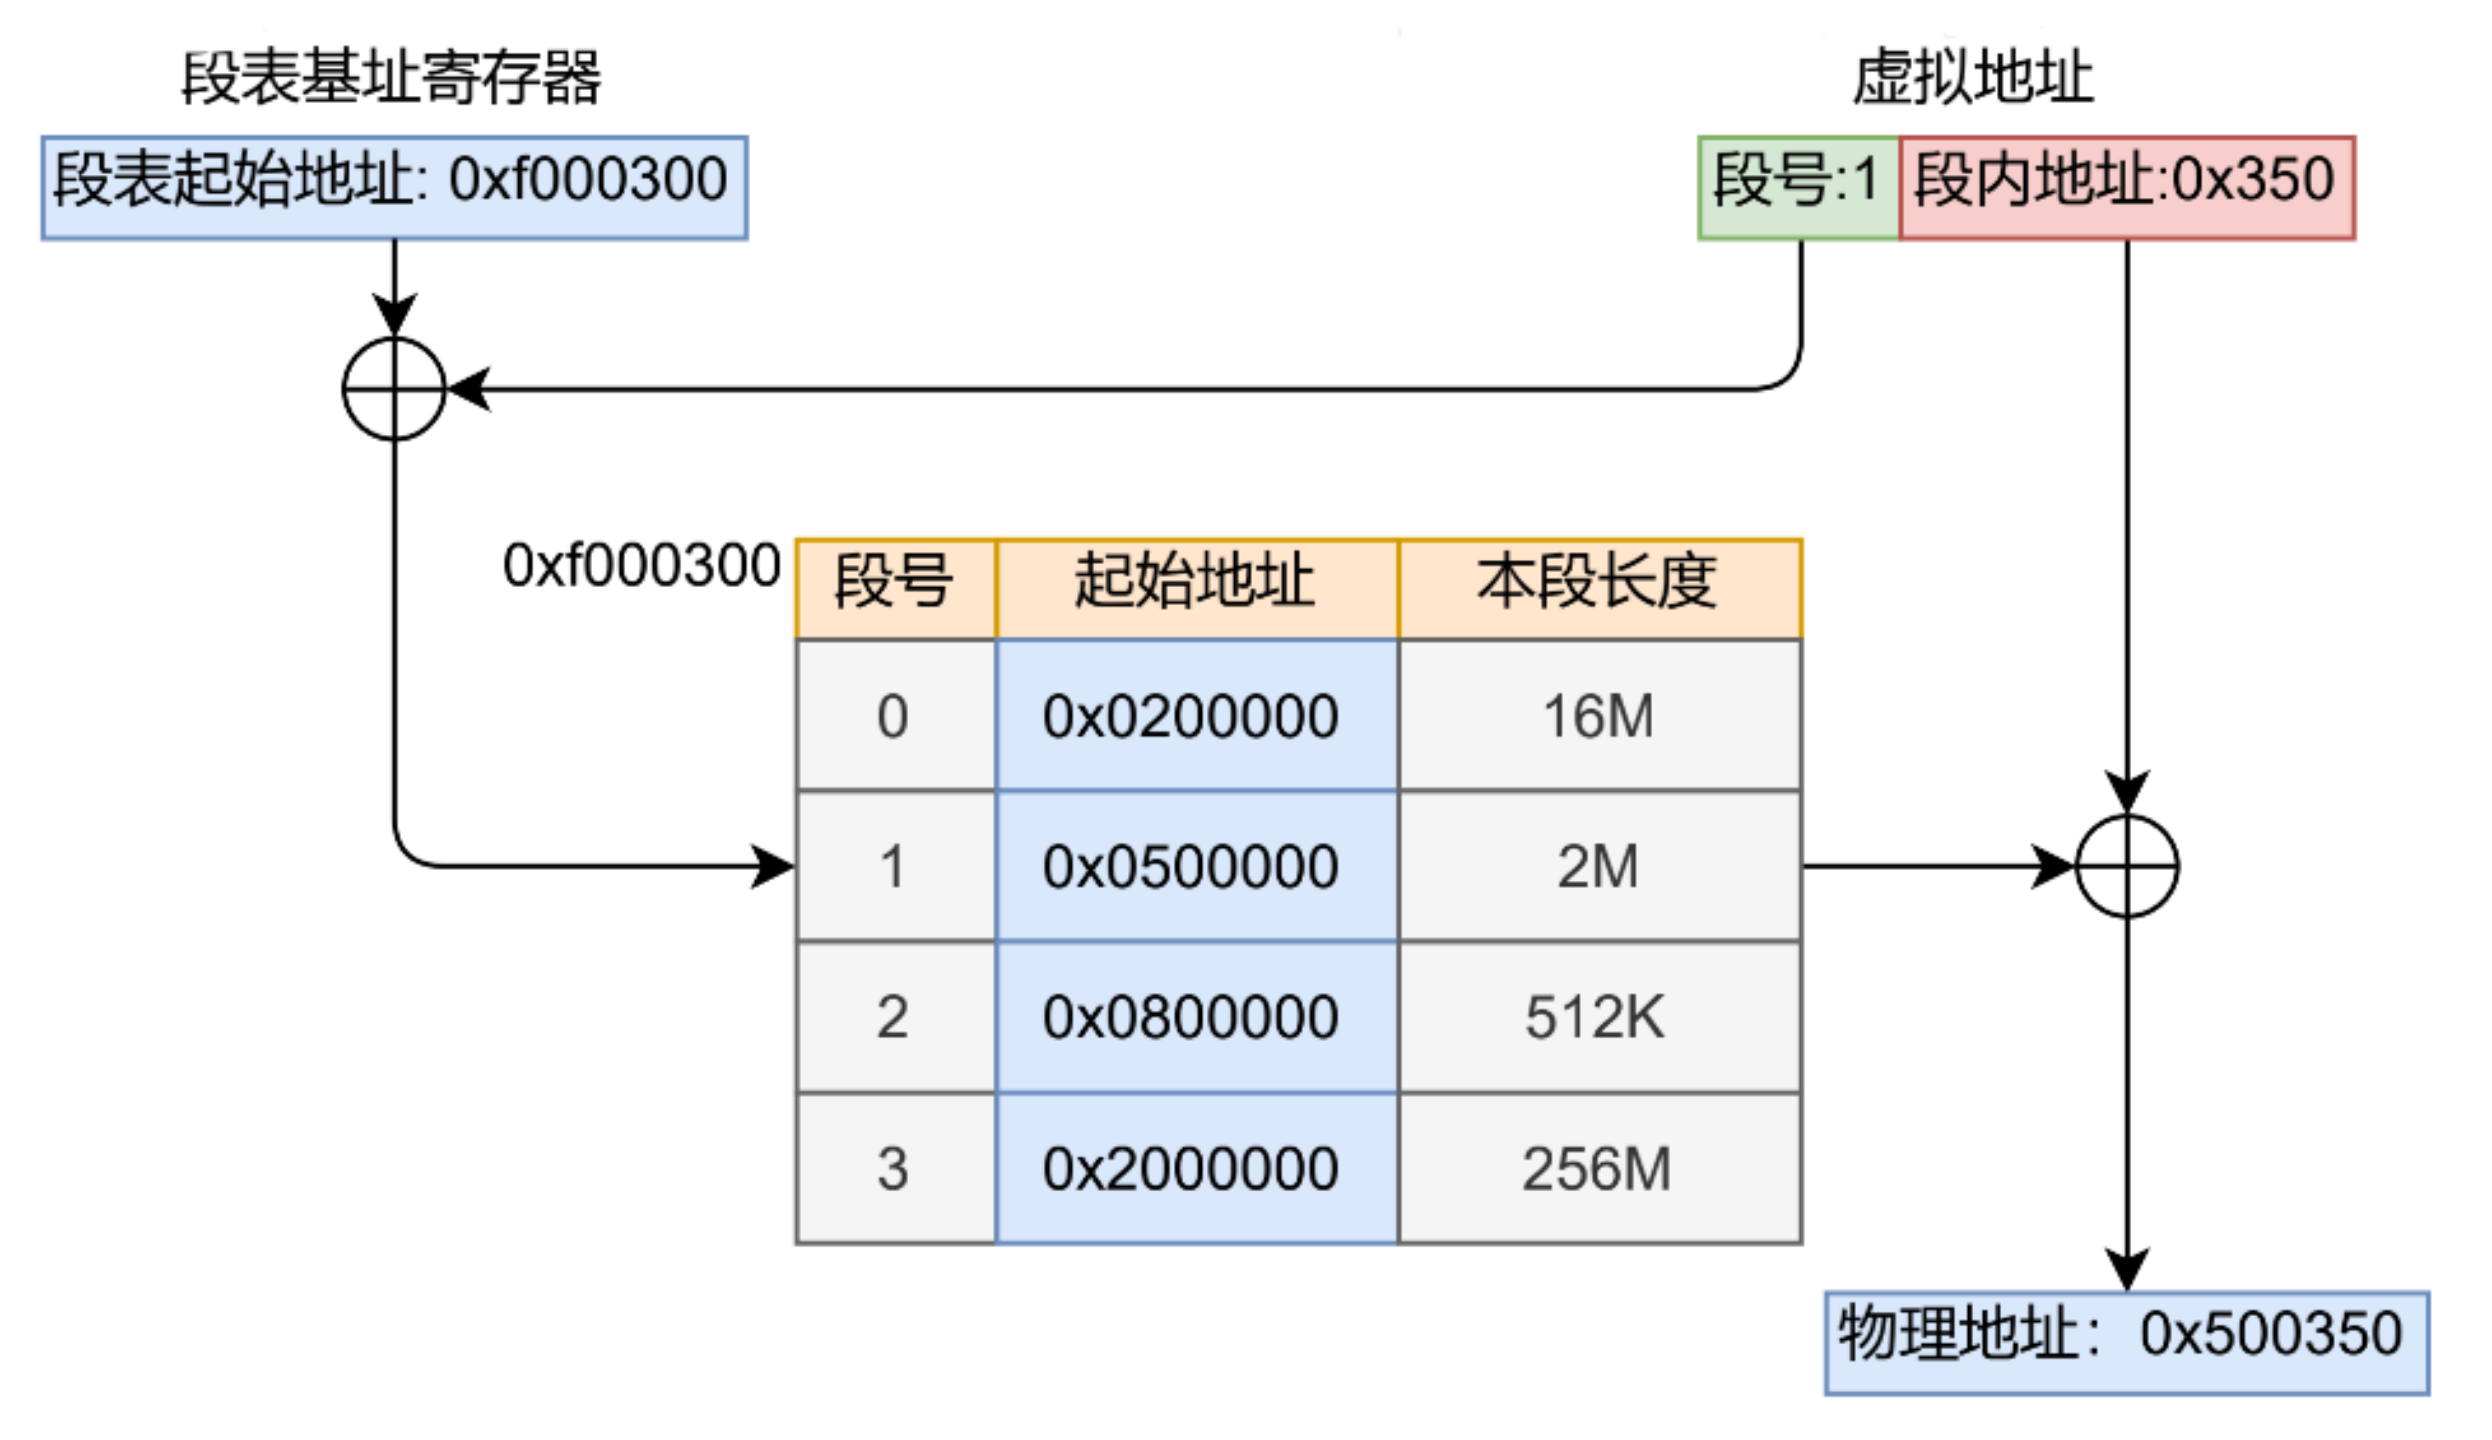 段表基址寄存器
虚拟地址
段表起始地址: 0xf000300
段号:1 段内地址:0x350
0xf000300
段号 起始地址 本段长度
0 0x0200000 16M
1 0x0500000 2M
2 0x0800000 512K
3 0x2000000 256M
物理地址：0x500350